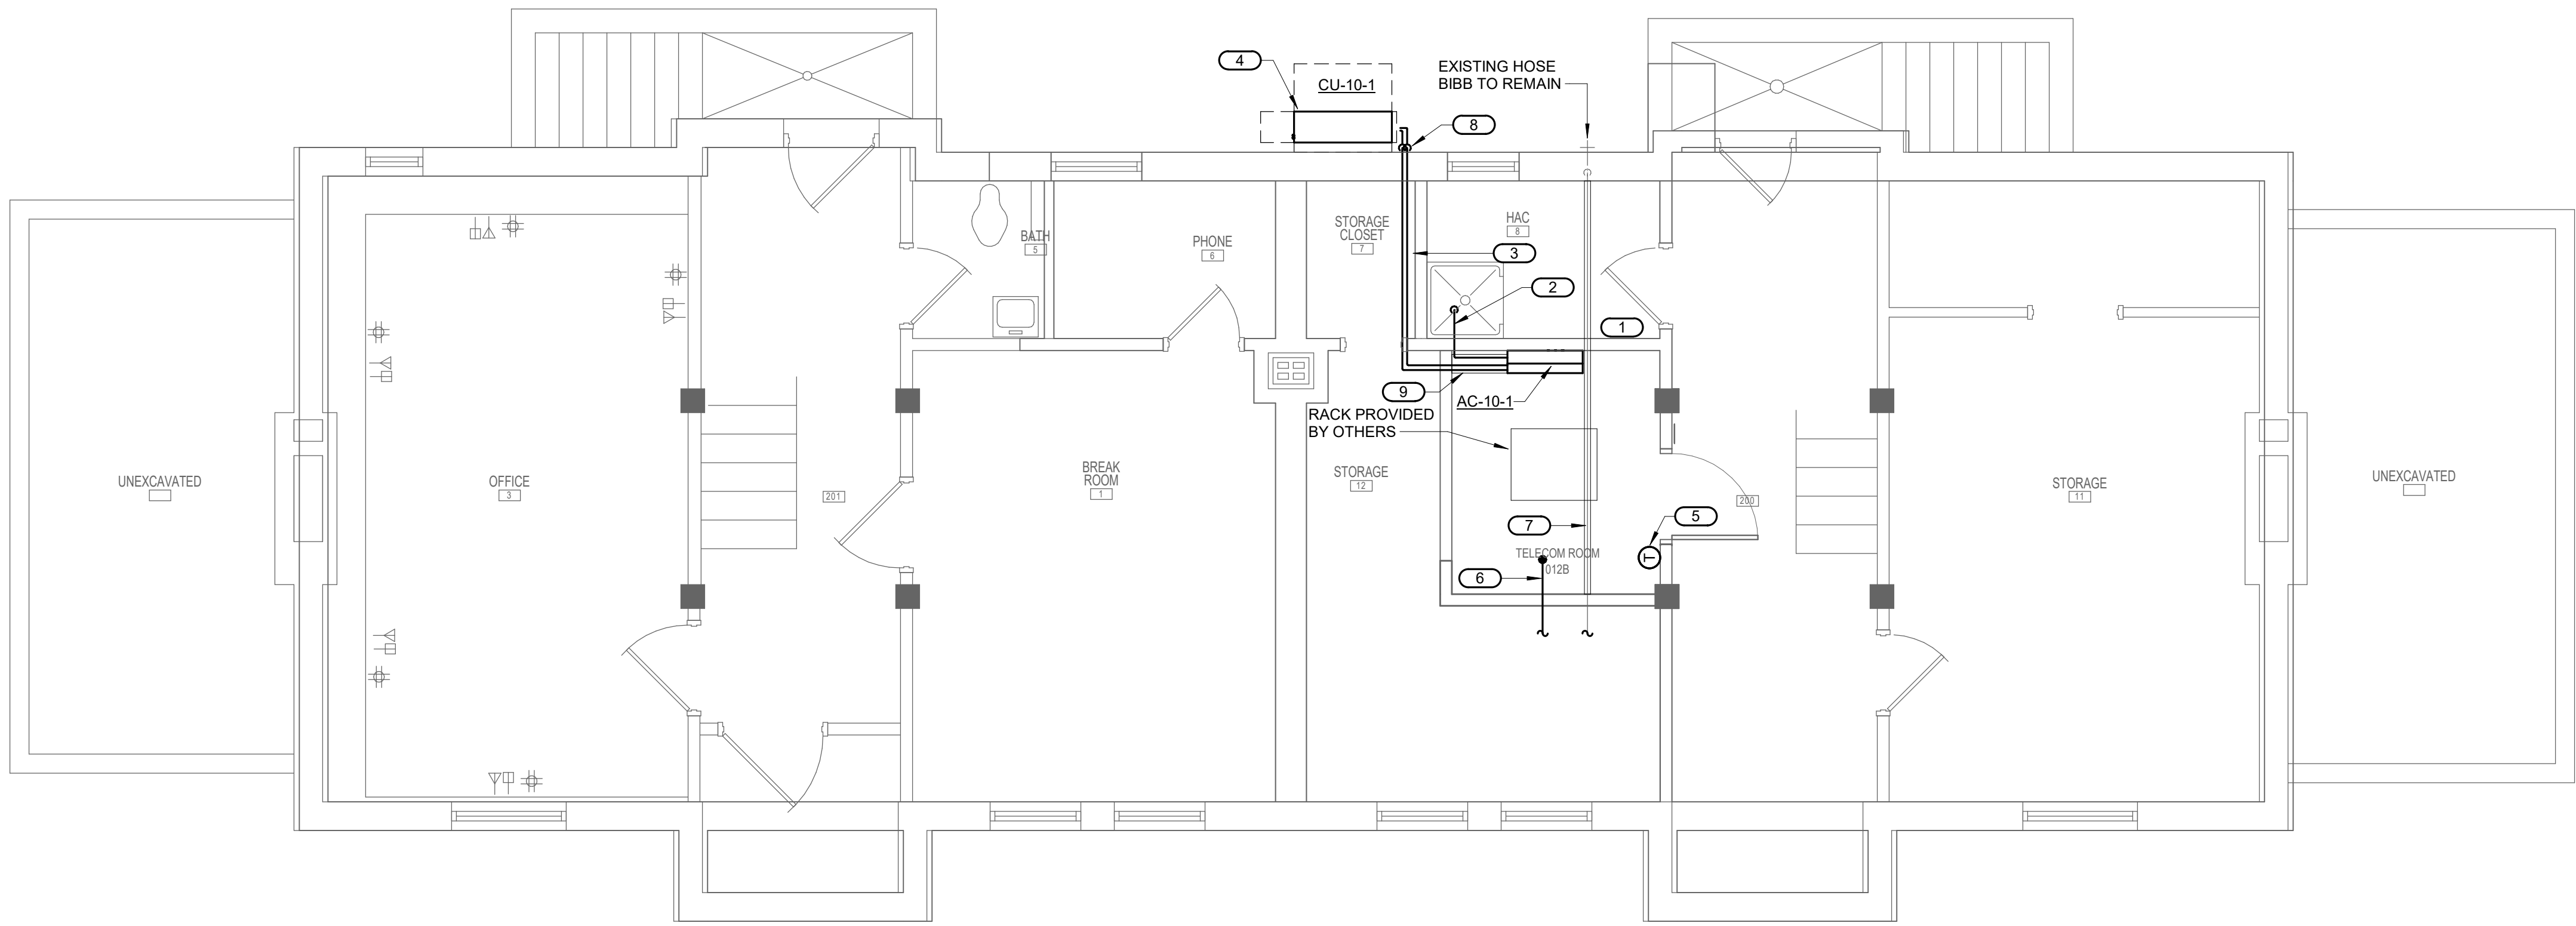 4
CU-10-1
EXISTING HOSE
BIBB TO REMAIN
8
STORAGE
CLOSET
7
HAC
8
BATH
5
PHONE
6
3
2
1
9
AC-10-1
RACK PROVIDED
BY OTHERS
UNEXCAVATED
OFFICE
3
201
BREAK
ROOM
1
STORAGE
12
7
TELECOM ROOM
012B
6
5
T
200
STORAGE
11
UNEXCAVATED